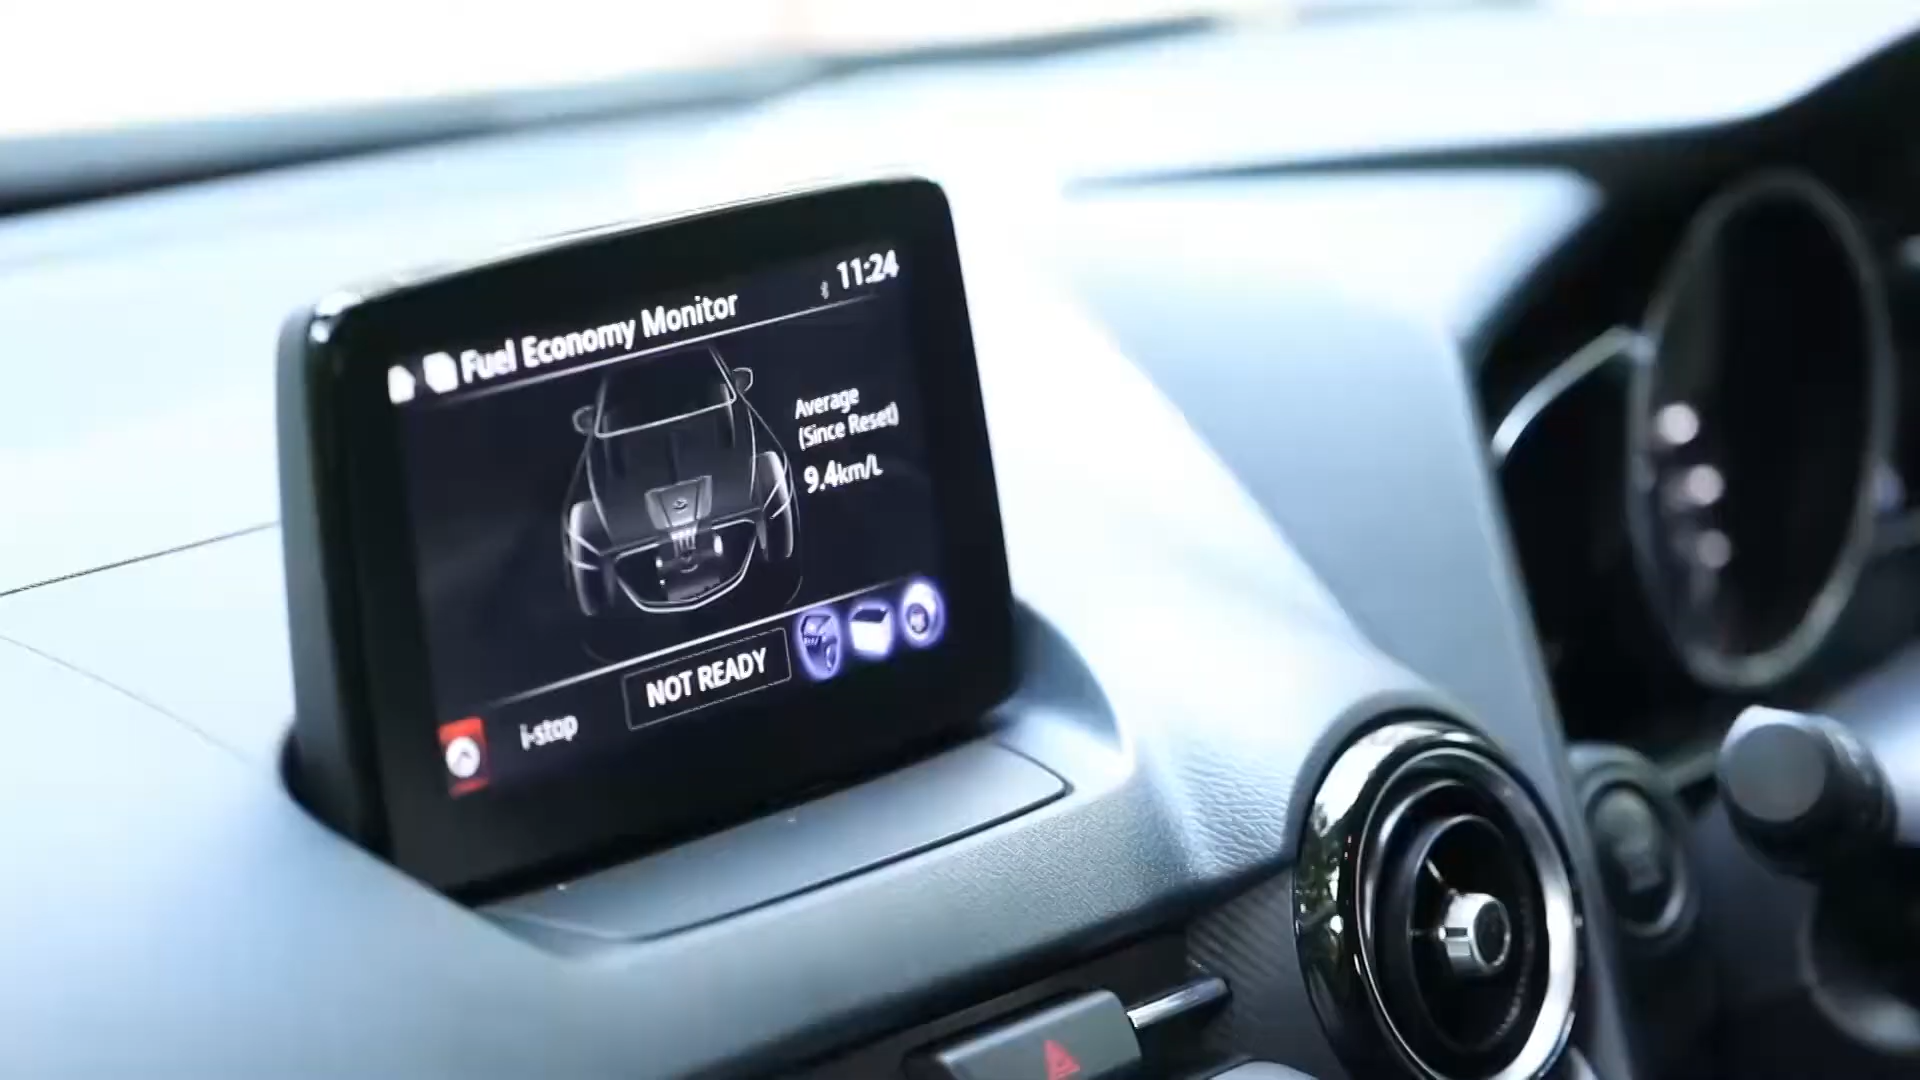 11:24
Fuel Economy Monitor
Average
(Since Reset)
9.4km/L
NOT READY
i-stop